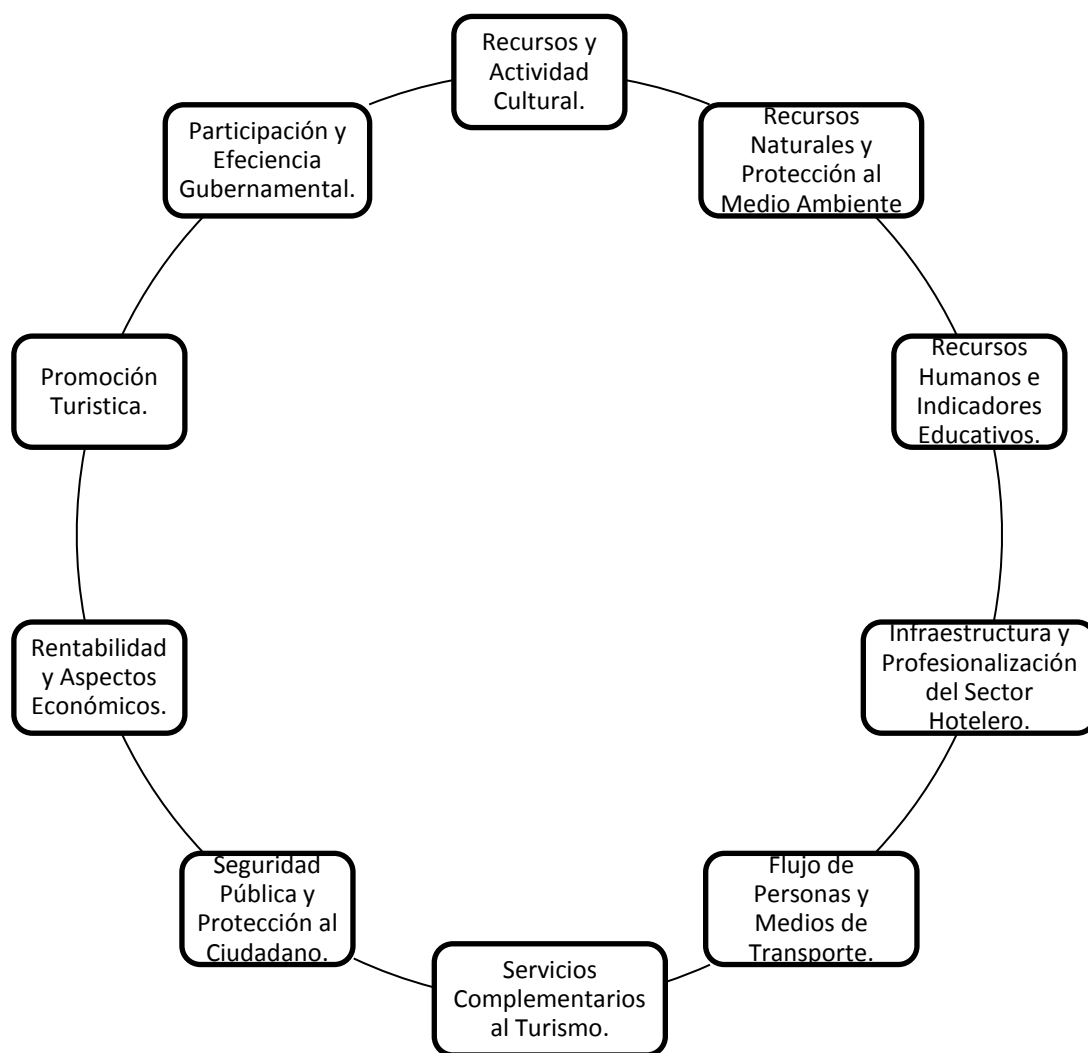 Recursos y
Actividad
Cultural.
Recursos
Naturales y
Protección al
Medio Ambiente
Recursos
Humanos e
Indicadores
Educativos.
Infraestructura y
Profesionalización
del Sector
Hotelero.
Flujo de
Personas y
Medios de
Transporte.
Servicios
Complementarios
al Turismo.
Seguridad
Pública y
Protección al
Ciudadano.
Rentabilidad
y Aspectos
Económicos.
Promoción
Turistica.
Participación y
Efeciencia
Gubernamental.